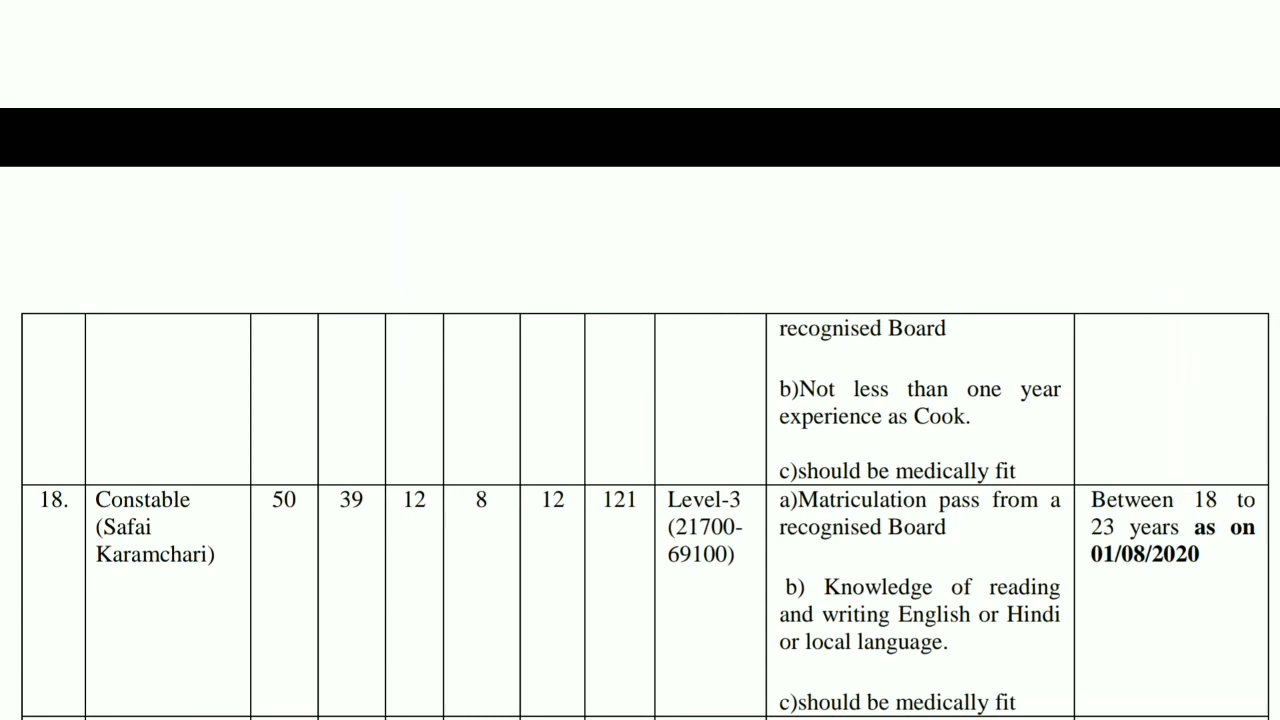 recognised Board
b)Not less than one year
experience as Cook.
c)should be medically fit
18. Constable (Safai Karamchari) 50 39 12 8 12 121 Level-3 (21700-69100)
a)Matriculation pass from a
recognised Board
b) Knowledge of reading
and writing English or Hindi
or local language.
c)should be medically fit
Between 18 to
23 years as on
01/08/2020